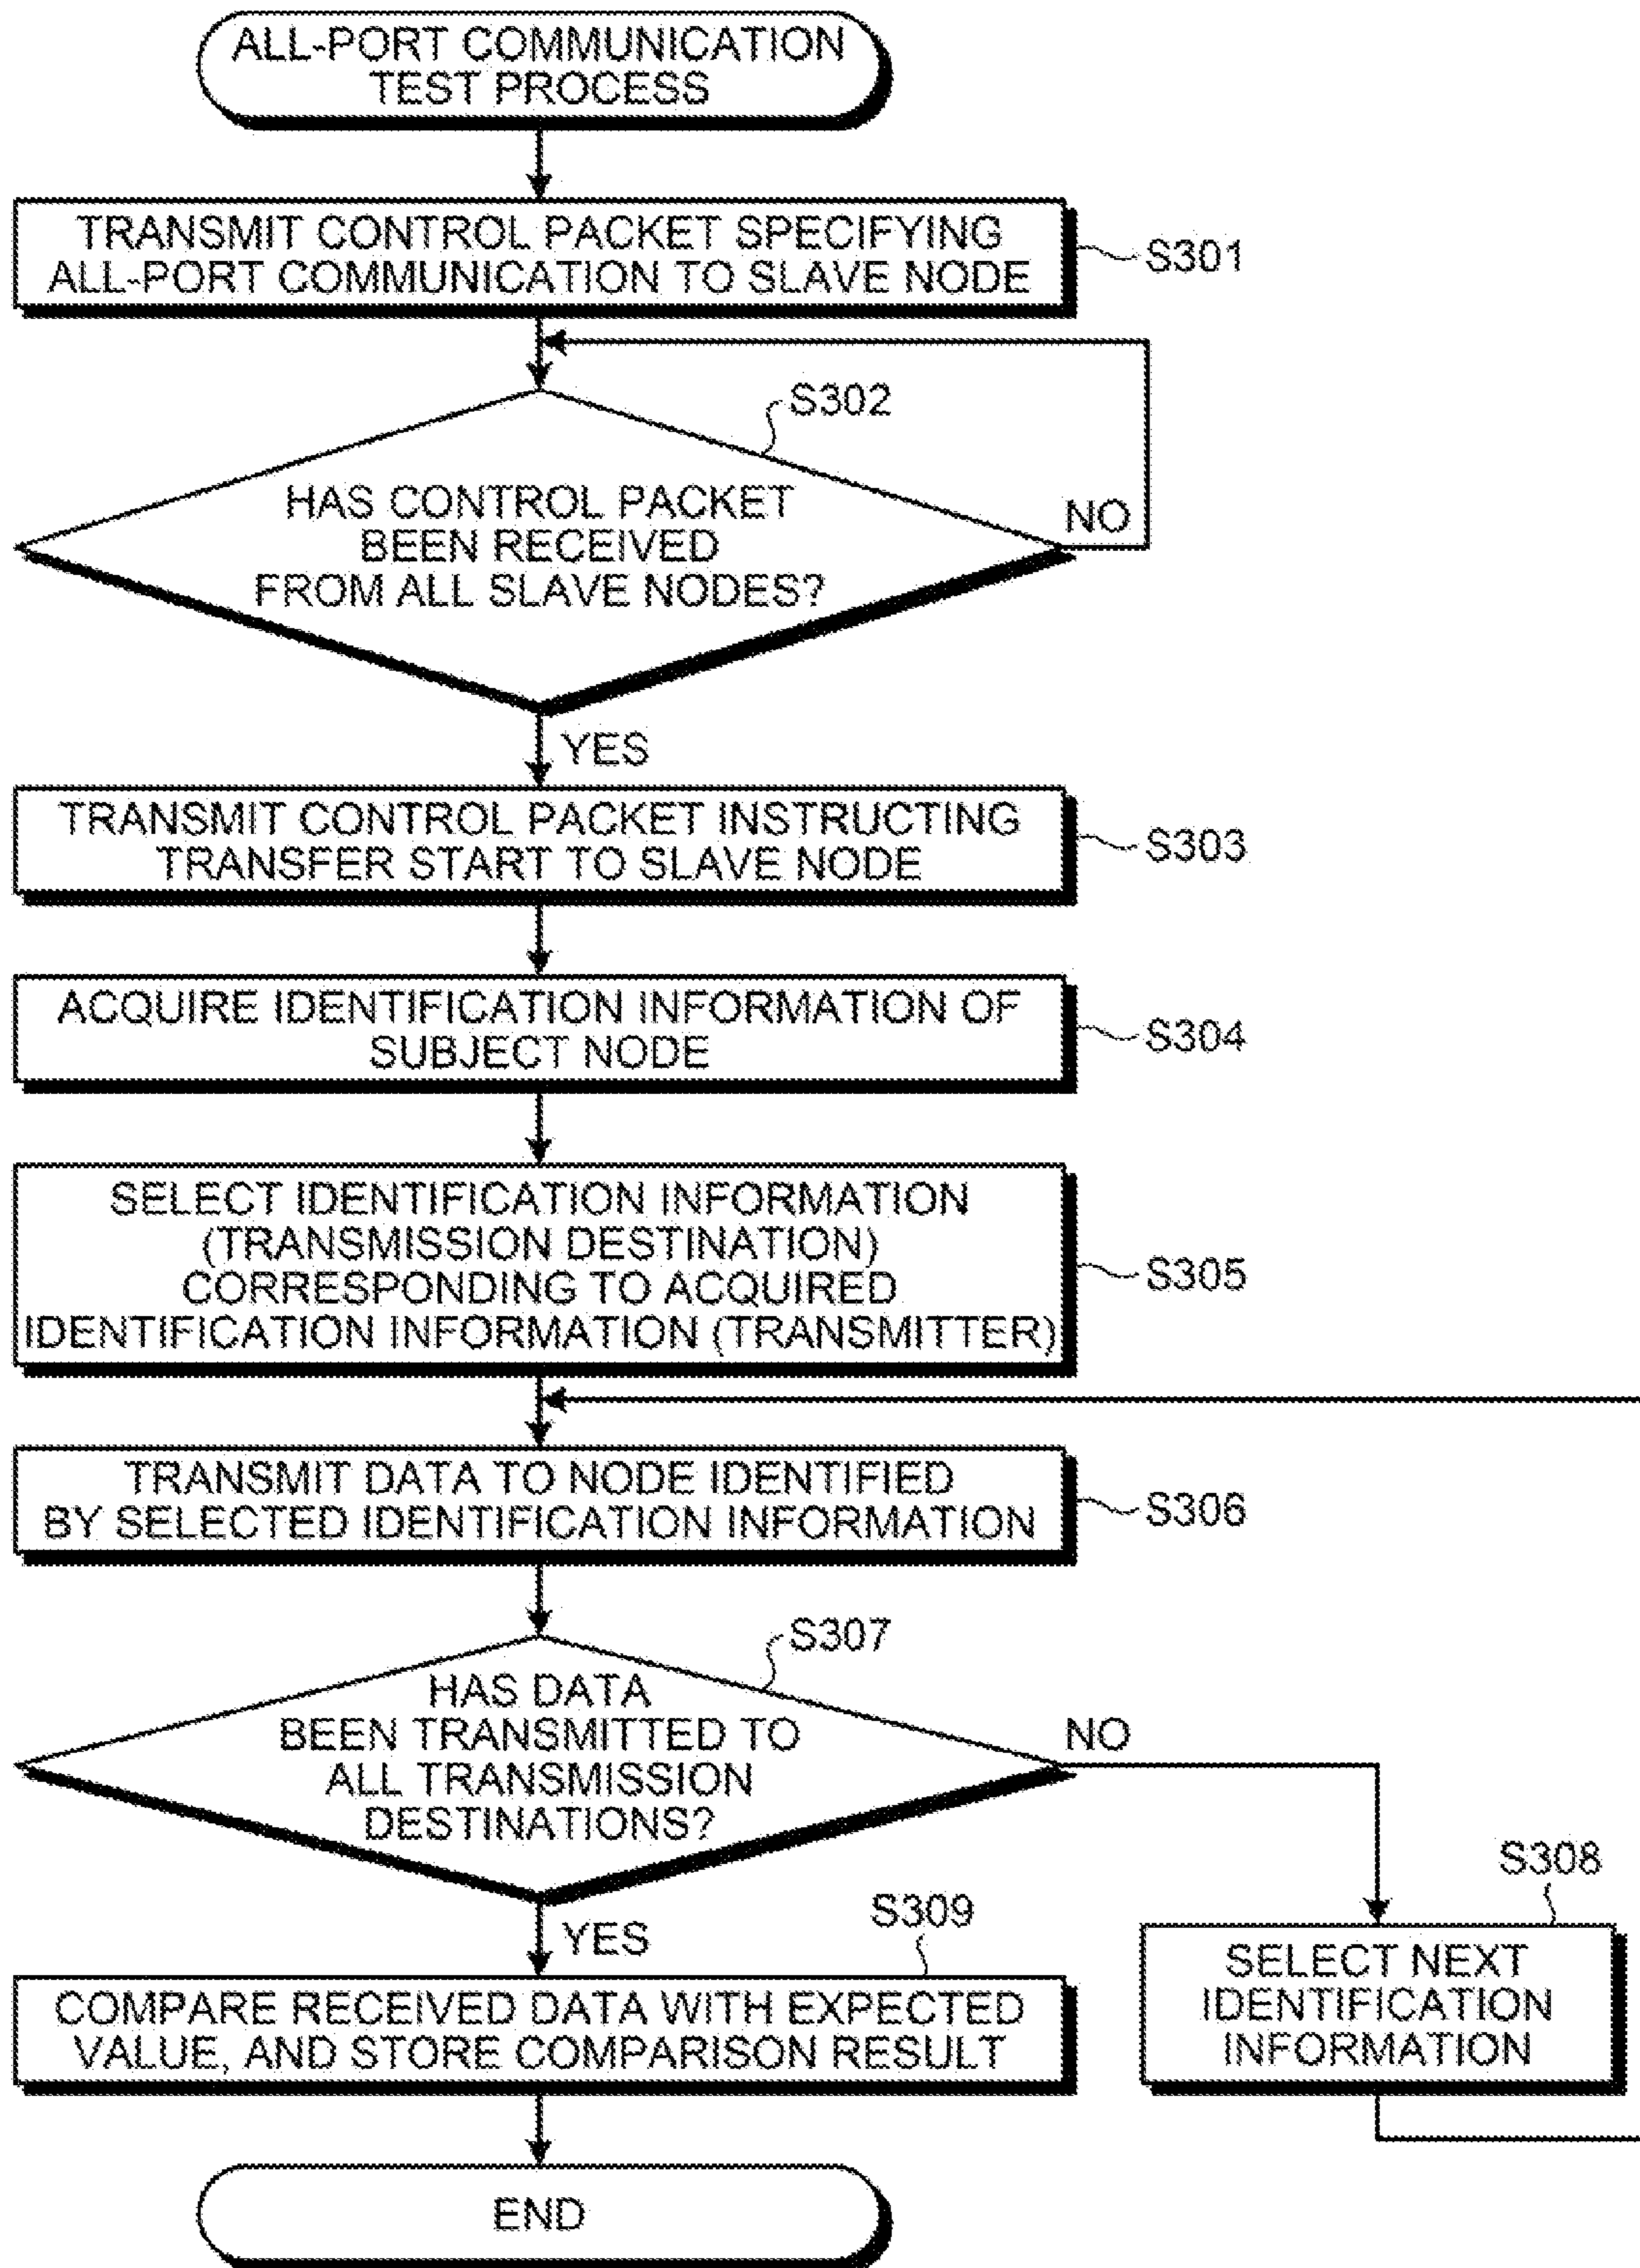 ALL-PORT COMMUNICATION
TEST PROCESS
TRANSMIT CONTROL PACKET SPECIFYING
ALL-PORT COMMUNICATION TO SLAVE NODE
S301
S302
HAS CONTROL PACKET
BEEN RECEIVED
FROM ALL SLAVE NODES?
NO
YES
TRANSMIT CONTROL PACKET INSTRUCTING
TRANSFER START TO SLAVE NODE
S303
ACQUIRE IDENTIFICATION INFORMATION OF
SUBJECT NODE
S304
SELECT IDENTIFICATION INFORMATION
(TRANSMISSION DESTINATION)
CORRESPONDING TO ACQUIRED
IDENTIFICATION INFORMATION (TRANSMITTER)
S305
TRANSMIT DATA TO NODE IDENTIFIED
BY SELECTED IDENTIFICATION INFORMATION
S306
S307
HAS DATA
BEEN TRANSMITTED TO
ALL TRANSMISSION
DESTINATIONS?
NO
S308
SELECT NEXT
IDENTIFICATION
INFORMATION
YES
S309
COMPARE RECEIVED DATA WITH EXPECTED
VALUE, AND STORE COMPARISON RESULT
END